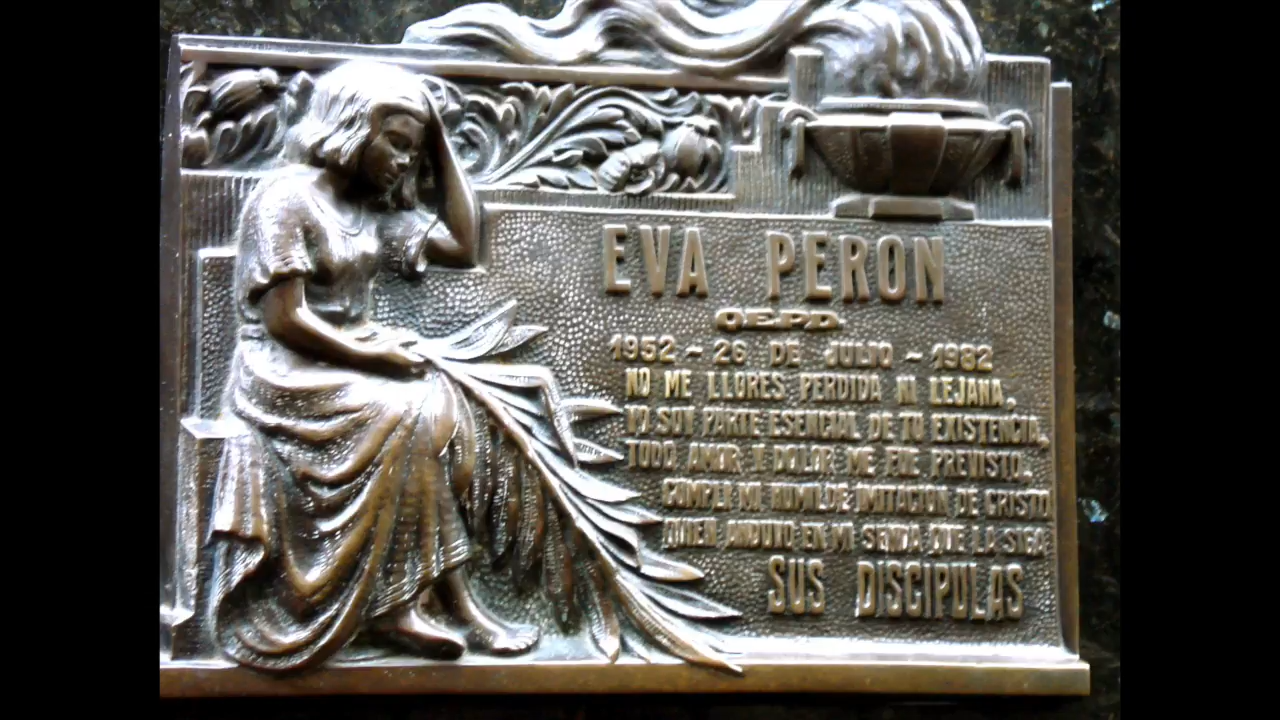 EVA PERON
Q.E.P.D.
1952 - 26 DE JULIO - 1982
NO ME LLORES PERDIDA NI LEJANA,
YO SOY PARTE ESENCIAL DE TU EXISTENCIA,
TODO AMOR Y DOLOR ME FUE PREVISTO.
CUMPLI MI HUMILDE IMITACION DE CRISTO
QUIEN ANDUVO EN MI SENDA QUE LA SIGA
SUS DISCIPULAS